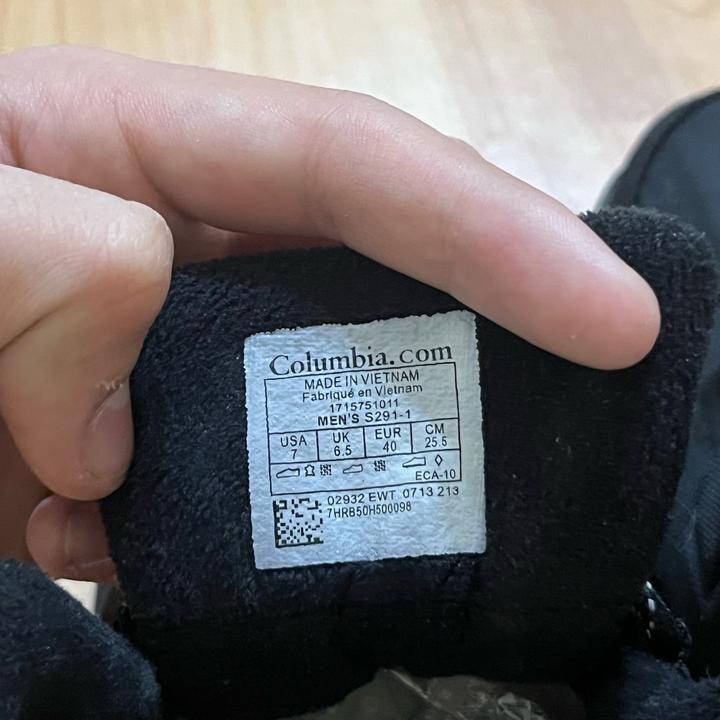 Columbia.com
MADE IN VIETNAM
Fabriqué en Vietnam
1715751011
MEN'S S291-1
USA UK EUR CM
7 6.5 40 25.5
ECA-10
02932 EWT 0713 213
7HRB50H500098